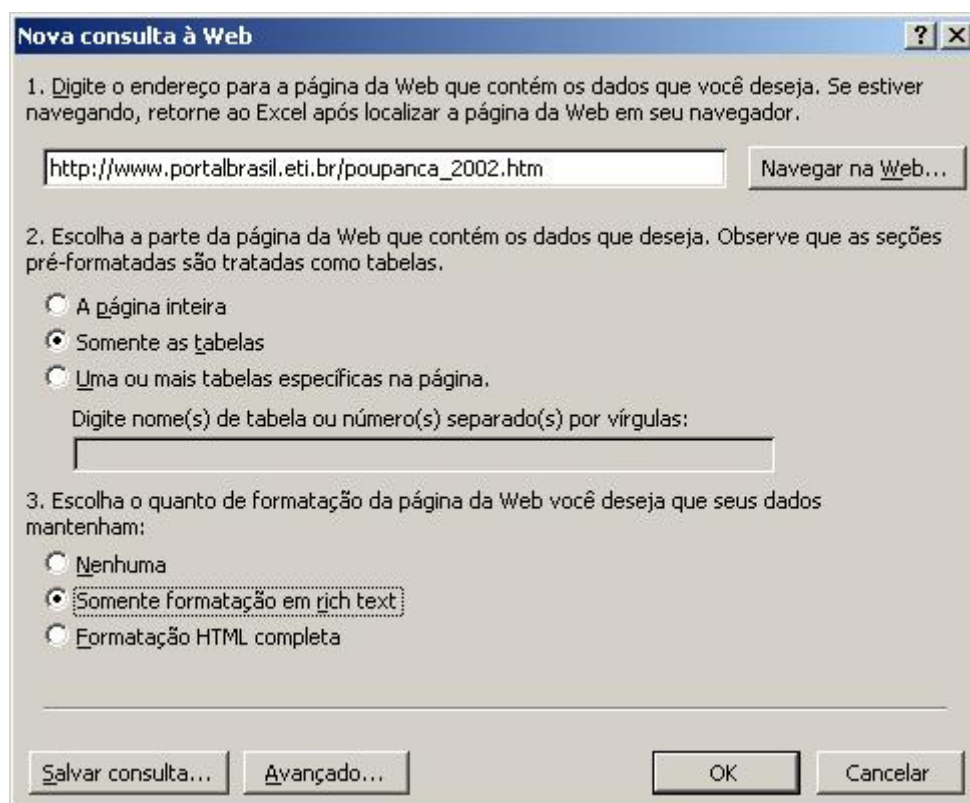 Nova consulta à Web
1. Digite o endereço para a página da Web que contém os dados que você deseja. Se estiver
navegando, retorne ao Excel após localizar a página da Web em seu navegador.
http://www.portalbrasil.eti.br/poupanca_2002.htm
Navegar na Web...
2. Escolha a parte da página da Web que contém os dados que deseja. Observe que as seções
pré-formatadas são tratadas como tabelas.
A página inteira
Somente as tabelas
Uma ou mais tabelas específicas na página.
Digite nome(s) de tabela ou número(s) separado(s) por vírgulas:
3. Escolha o quanto de formatação da página da Web você deseja que seus dados
mantenham:
Nenhuma
Somente formatação em rich text
Formatação HTML completa
Salvar consulta...
Avançado...
OK
Cancelar